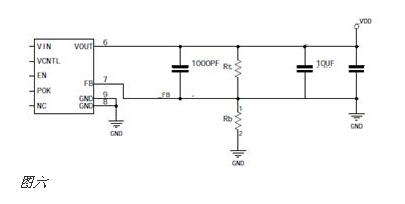 VDD
VIN VOUT 6
VCNTL
1000PF Rt 10UF
EN
FB 7
POK
GND 9 _FB
NC GND 8
1
GND Rb GND
2
GND
图六